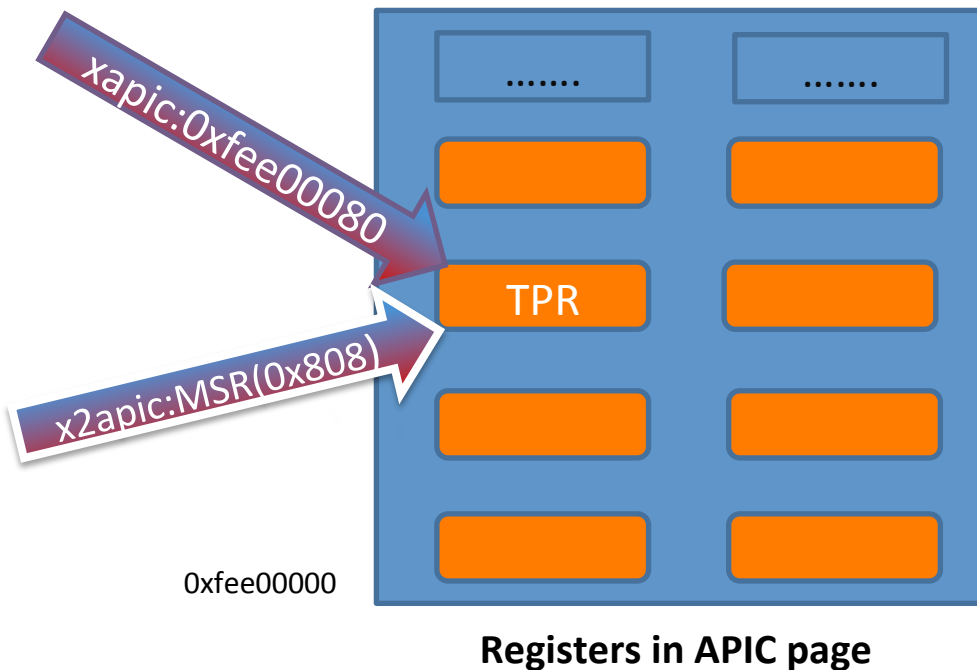 .......
.......
xapic:0xfee00080
TPR
x2apic:MSR(0x808)
0xfee00000
Registers in APIC page